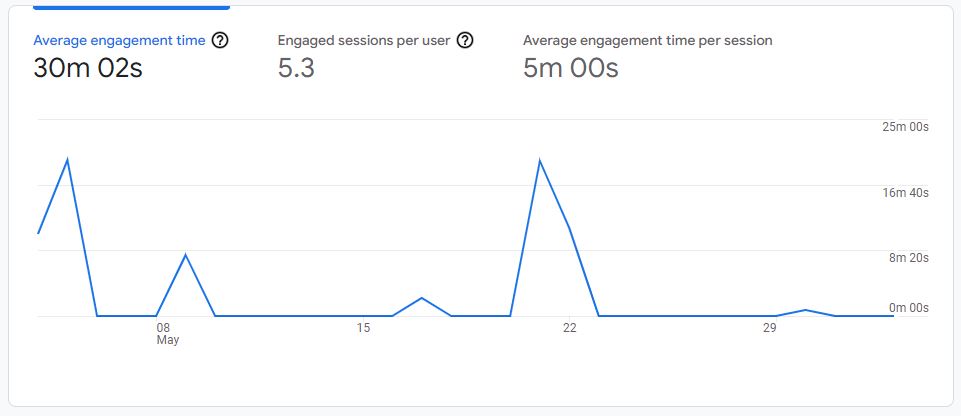 Average engagement time ?
30m 02s
Engaged sessions per user ?
5.3
Average engagement time per session
5m 00s
25m 00s
16m 40s
8m 20s
0m 00s
08
May
15
22
29